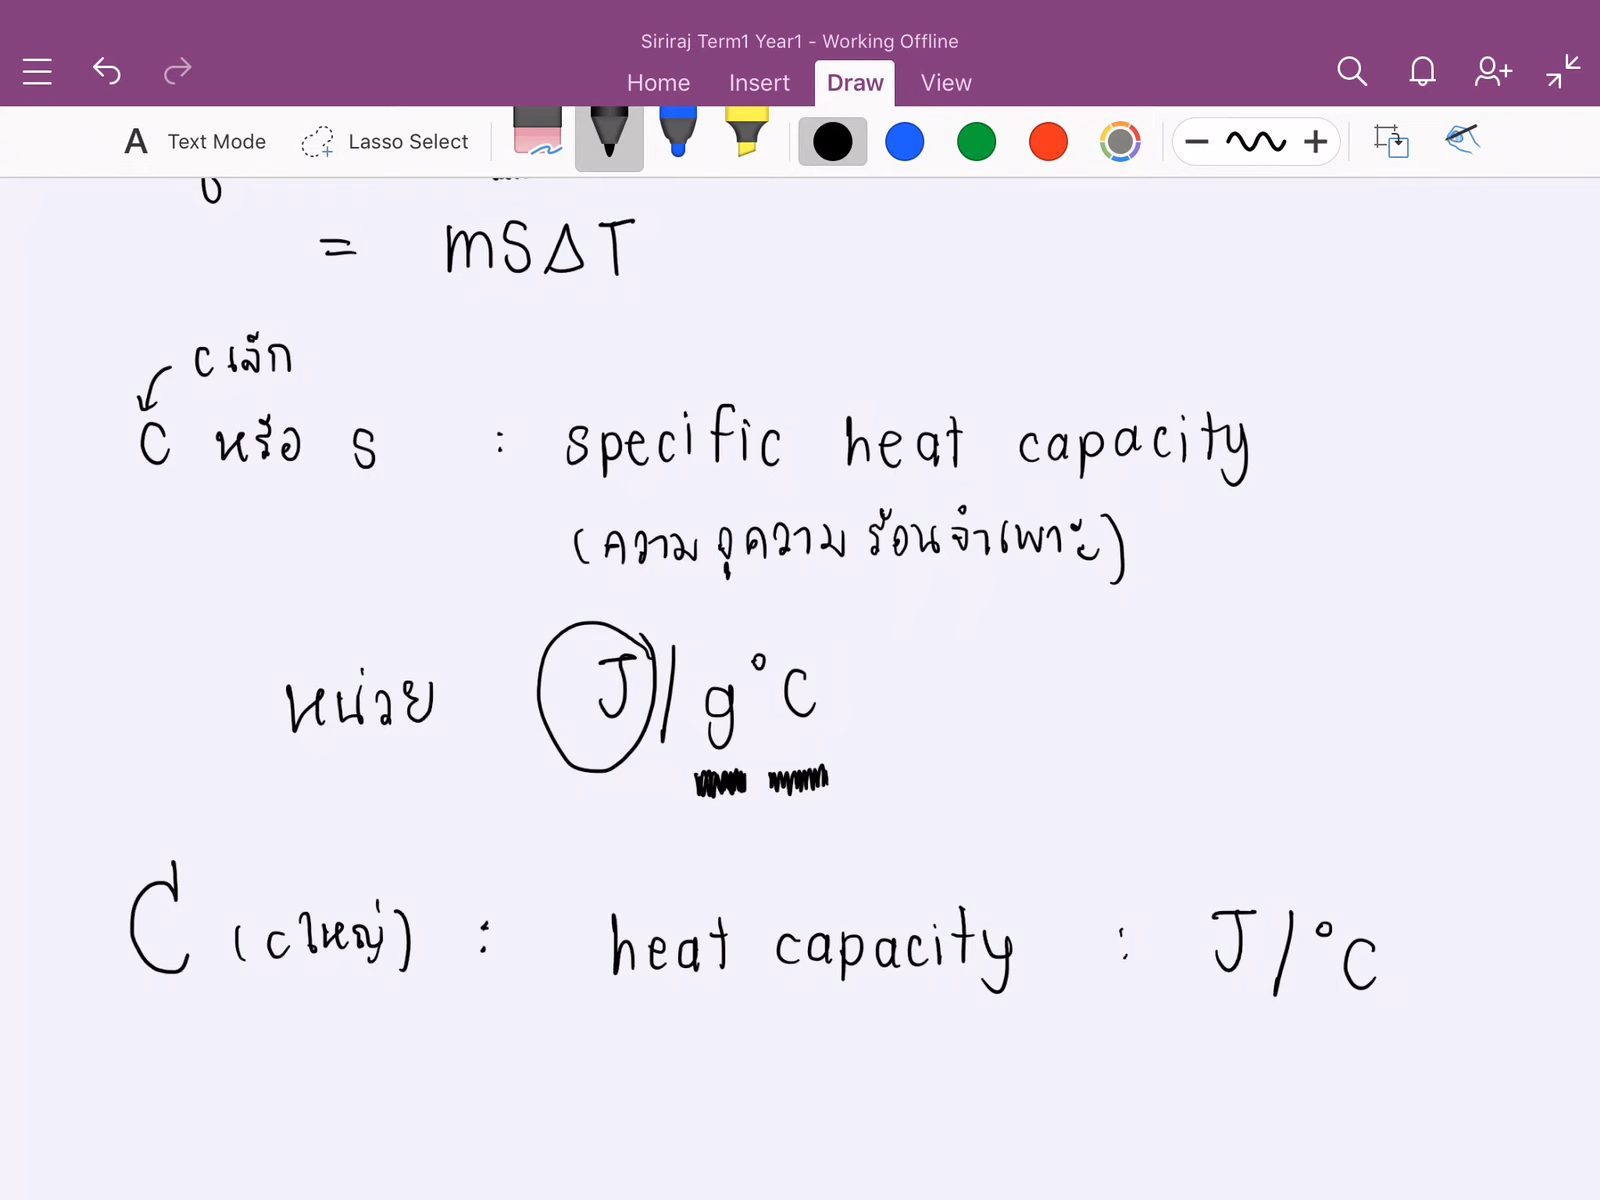 Siriraj Term1 Year1 - Working Offline
Home Insert Draw View
A Text Mode Lasso Select
= mSΔT
c เล็ก
c หรือ s : specific heat capacity
(ความจุความร้อนจำเพาะ)
หน่วย J/g°C
C (c ใหญ่) : heat capacity : J/°C